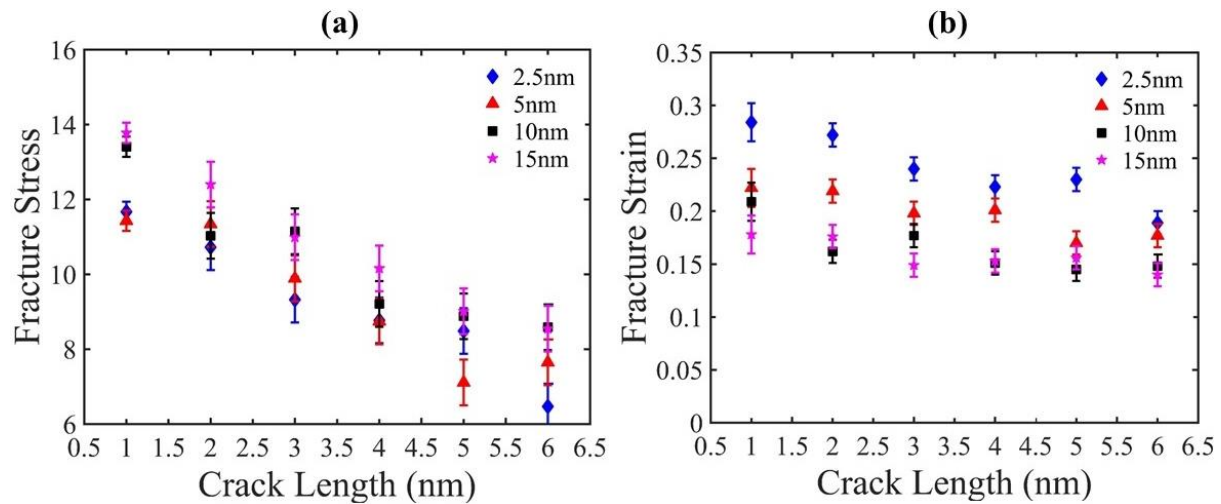 (a)
16
14
12
10
8
6
0.5 1 1.5 2 2.5 3 3.5 4 4.5 5 5.5 6 6.5
Fracture Stress
Crack Length (nm)
2.5nm
5nm
10nm
15nm
(b)
0.35
0.3
0.25
0.2
0.15
0.1
0.05
0
0.5 1 1.5 2 2.5 3 3.5 4 4.5 5 5.5 6 6.5
Fracture Strain
Crack Length (nm)
2.5nm
5nm
10nm
15nm